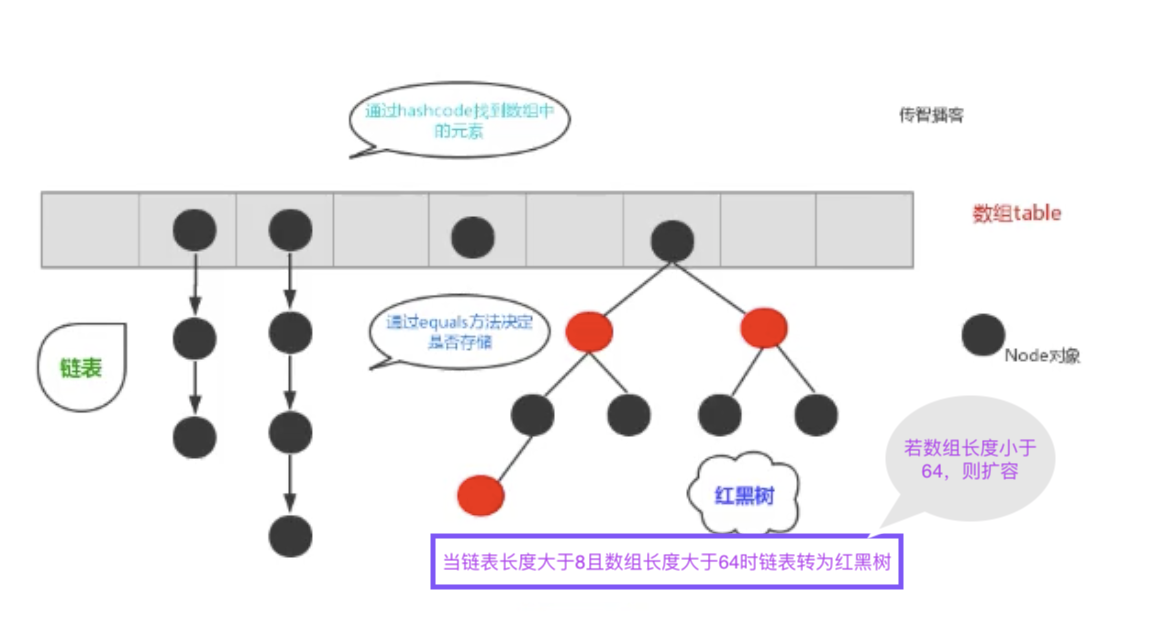 通过hashcode找到数组中
的元素
传智播客
数组table
通过equals方法决定
是否存储
链表
Node对象
若数组长度小于
64，则扩容
红黑树
当链表长度大于8且数组长度大于64时链表转为红黑树